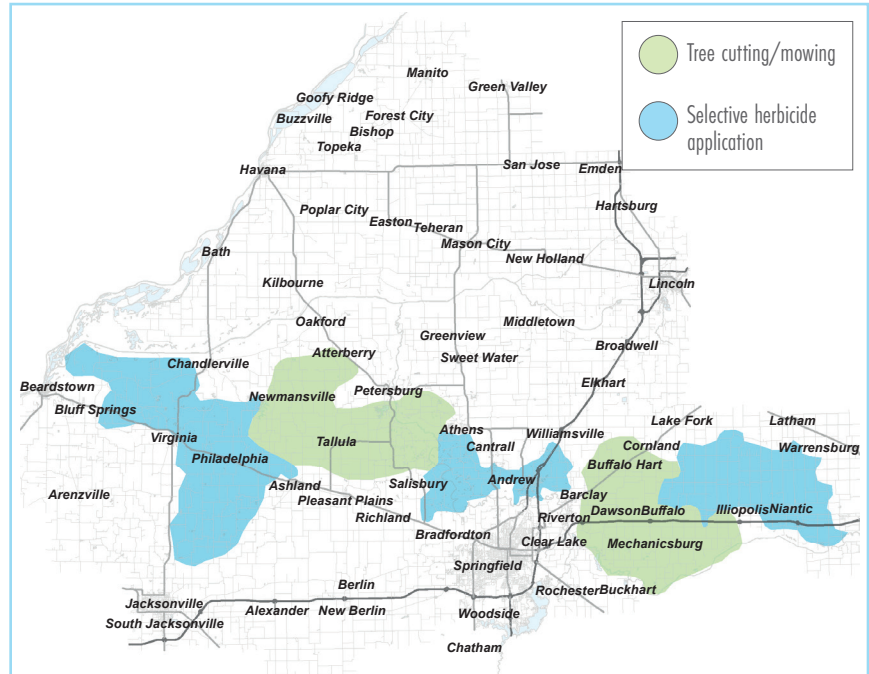 Tree cutting/mowing
Selective herbicide
application
Manito
Green Valley
Goofy Ridge
Forest City
Buzzville
Bishop
Topeka
San Jose
Emden
Havana
Hartsburg
Poplar City
Easton
Teheran
Mason City
Bath
New Holland
Kilbourne
Lincoln
Oakford
Middletown
Greenview
Broadwell
Atterberry
Sweet Water
Chandlerville
Elkhart
Beardstown
Newmansville
Petersburg
Bluff Springs
Lake Fork
Latham
Virginia
Tallula
Athens
Williamsville
Cantrall
Cornland
Warrensburg
Philadelphia
Buffalo Hart
Ashland
Salisbury
Andrew
Arenzville
Pleasant Plains
Barclay
Richland
Riverton
Dawson
Buffalo
Illiopolis
Niantic
Bradfordton
Clear Lake
Mechanicsburg
Springfield
Berlin
Rochester
Buckhart
Jacksonville
Alexander
New Berlin
Woodside
South Jacksonville
Chatham